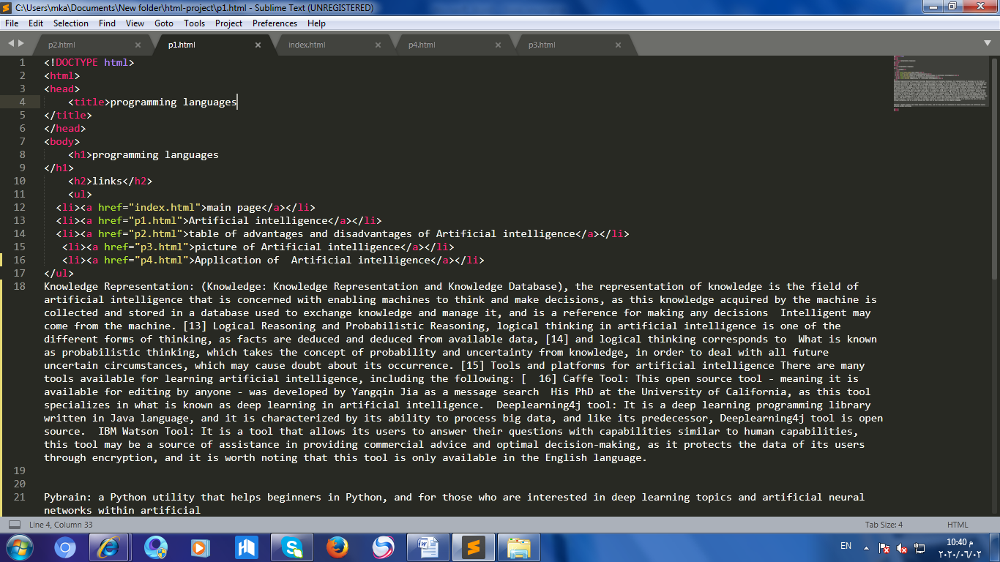 C:\Users\mka\Documents\New folder\html-project\p1.html - Sublime Text (UNREGISTERED)
File Edit Selection Find View Goto Tools Project Preferences Help
p2.html p1.html index.html p4.html p3.html
1 <!DOCTYPE html>
2 <html>
3 <head>
4 <title>programming languages
5 </title>
6 </head>
7 <body>
8 <h1>programming languages
9 </h1>
10 <h2>links</h2>
11 <ul>
12 <li><a href="index.html">main page</a></li>
13 <li><a href="p1.html">Artificial intelligence</a></li>
14 <li><a href="p2.html">table of advantages and disadvantages of Artificial intelligence</a></li>
15 <li><a href="p3.html">picture of Artificial intelligence</a></li>
16 <li><a href="p4.html">Application of  Artificial intelligence</a></li>
17 </ul>
18 Knowledge Representation: (Knowledge: Knowledge Representation and Knowledge Database), the representation of knowledge is the field of
artificial intelligence that is concerned with enabling machines to think and make decisions, as this knowledge acquired by the machine is
collected and stored in a database used to exchange knowledge and manage it, and is a reference for making any decisions  Intelligent may
come from the machine. [13] Logical Reasoning and Probabilistic Reasoning, logical thinking in artificial intelligence is one of the
different forms of thinking, as facts are deduced and deduced from available data, [14] and logical thinking corresponds to  What is known
as probabilistic thinking, which takes the concept of probability and uncertainty from knowledge, in order to deal with all future
uncertain circumstances, which may cause doubt about its occurrence. [15] Tools and platforms for artificial intelligence There are many
tools available for learning artificial intelligence, including the following: [  16] Caffe Tool: This open source tool - meaning it is
available for editing by anyone - was developed by Yangqin Jia as a message search  His PhD at the University of California, as this tool
specializes in what is known as deep learning in artificial intelligence.  Deeplearning4j tool: It is a deep learning programming library
written in Java language, and it is characterized by its ability to process big data, and like its predecessor, Deeplearning4j tool is open
source.  IBM Watson Tool: It is a tool that allows its users to answer their questions with capabilities similar to human capabilities,
this tool may be a source of assistance in providing commercial advice and optimal decision-making, as it protects the data of its users
through encryption, and it is worth noting that this tool is only available in the English language.
19
20
21 Pybrain: a Python utility that helps beginners in Python, and for those who are interested in deep learning topics and artificial neural
networks within artificial
Line 4, Column 33 Tab Size: 4 HTML
EN 10:40 م
٢٠٢٠/٠٦/٠٢